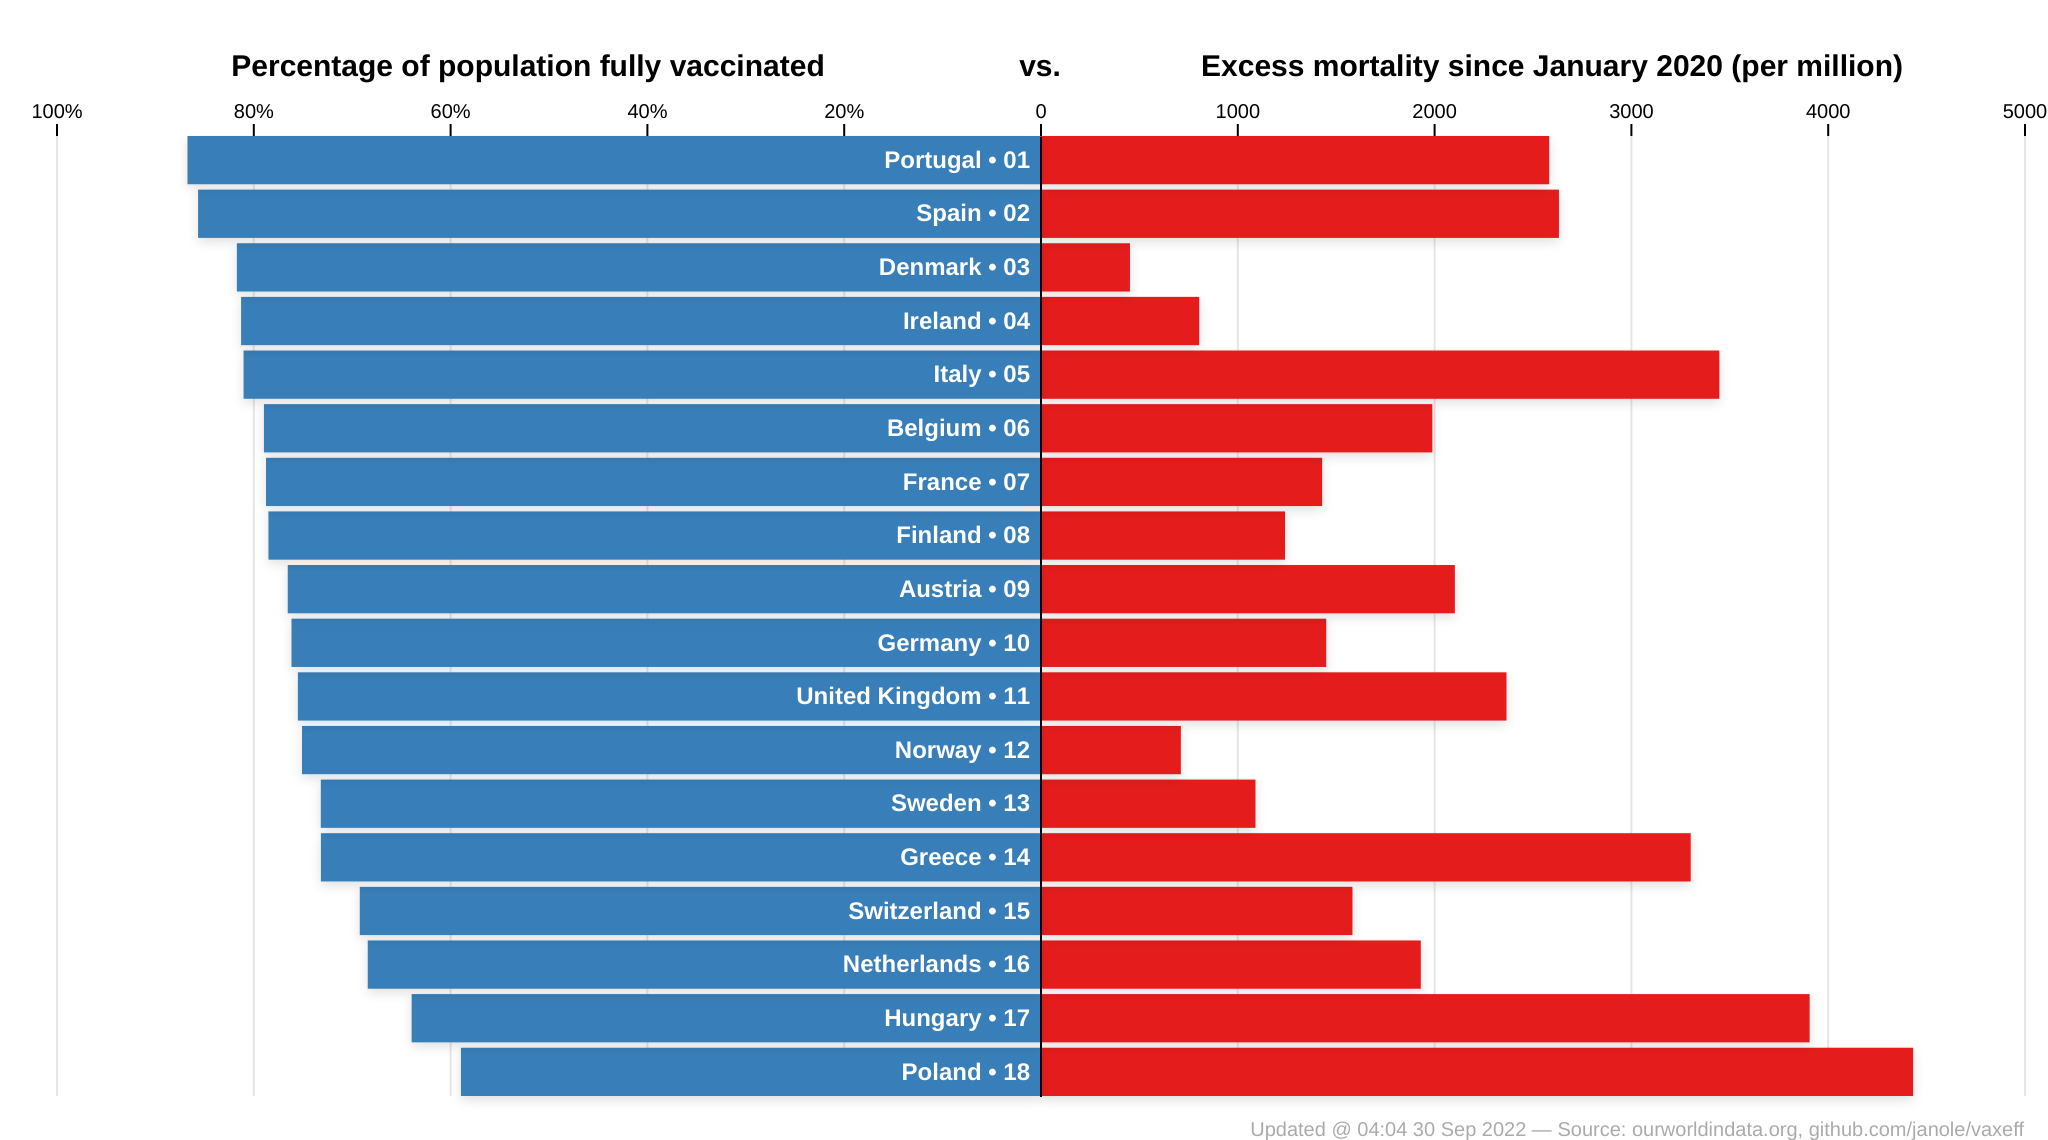 Percentage of population fully vaccinated vs. Excess mortality since January 2020 (per million)
100% 80% 60% 40% 20% 0 1000 2000 3000 4000 5000
Portugal • 01
Spain • 02
Denmark • 03
Ireland • 04
Italy • 05
Belgium • 06
France • 07
Finland • 08
Austria • 09
Germany • 10
United Kingdom • 11
Norway • 12
Sweden • 13
Greece • 14
Switzerland • 15
Netherlands • 16
Hungary • 17
Poland • 18
Updated @ 04:04 30 Sep 2022 — Source: ourworldindata.org, github.com/janole/vaxeff